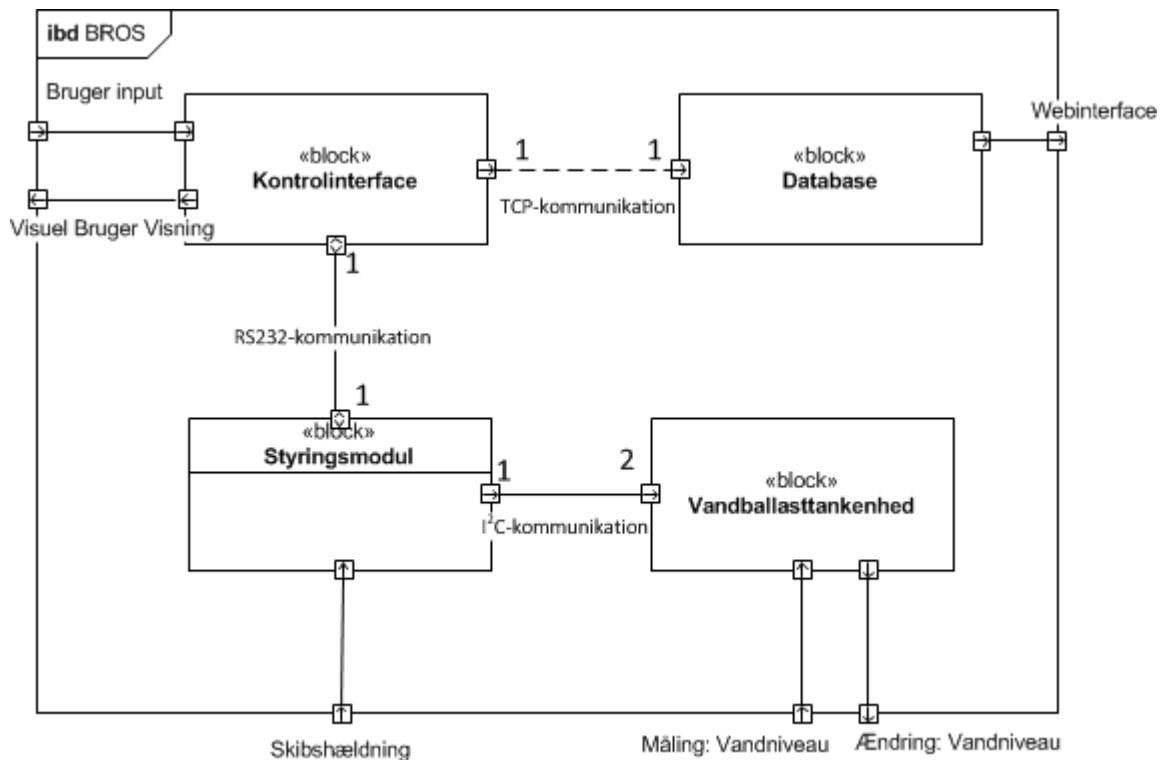 ibd BROS
Bruger input
Visuel Bruger Visning
«block»
Kontrolinterface
1
1
TCP-kommunikation
«block»
Database
Webinterface
1
RS232-kommunikation
1
«block»
Styringsmodul
1
2
I²C-kommunikation
«block»
Vandballasttankenhed
Skibshældning
Måling: Vandniveau
Ændring: Vandniveau